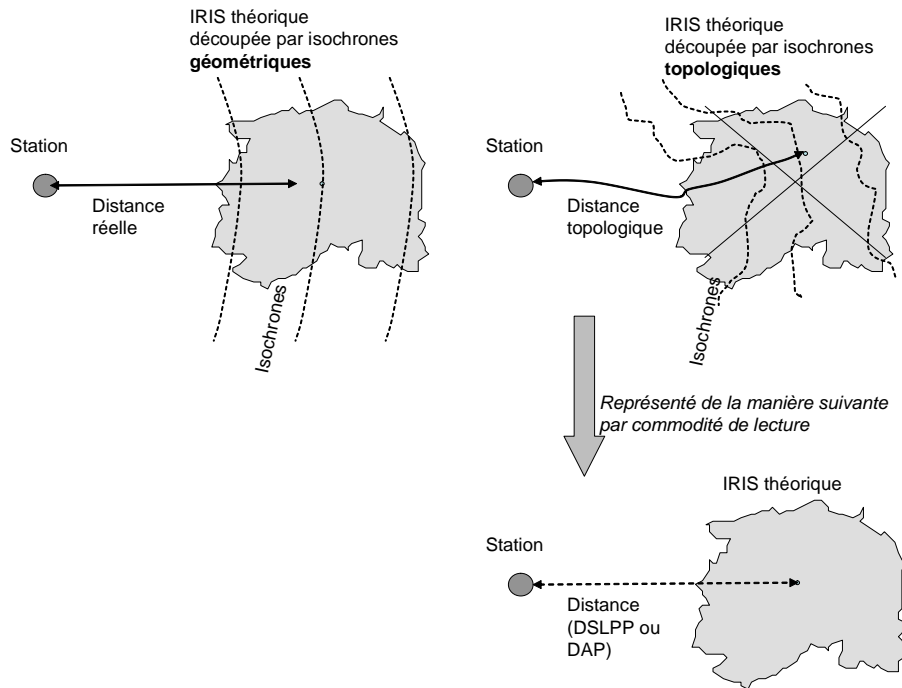 IRIS théorique
découpée par isochrones
géométriques
Station
Distance
réelle
Isochrones
IRIS théorique
découpée par isochrones
topologiques
Station
Distance
topologique
Isochrones
Représenté de la manière suivante
par commodité de lecture
IRIS théorique
Station
Distance
(DSLPP ou
DAP)